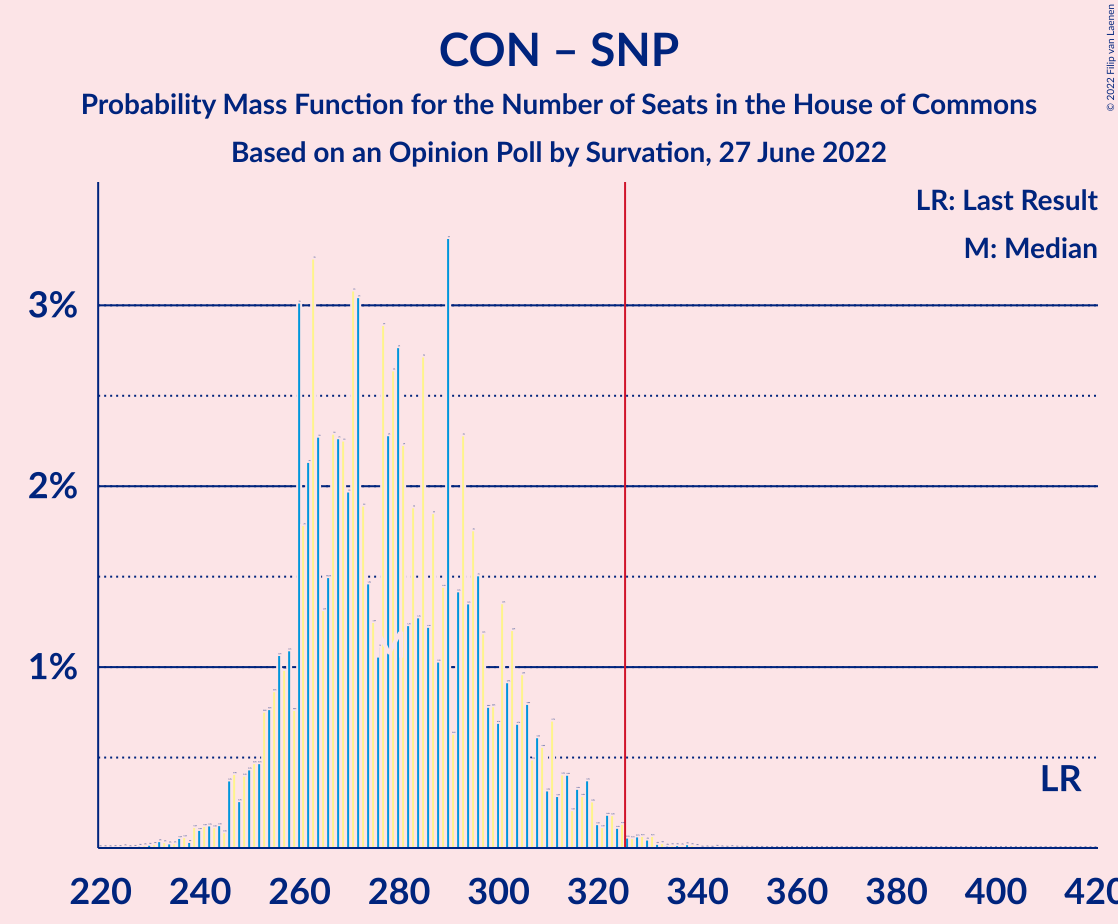 CON – SNP
Probability Mass Function for the Number of Seats in the House of Commons
Based on an Opinion Poll by Survation, 27 June 2022
© 2022 Filip van Laenen
LR: Last Result
M: Median
3%
2%
1%
LR
220 240 260 280 300 320 340 360 380 400 420